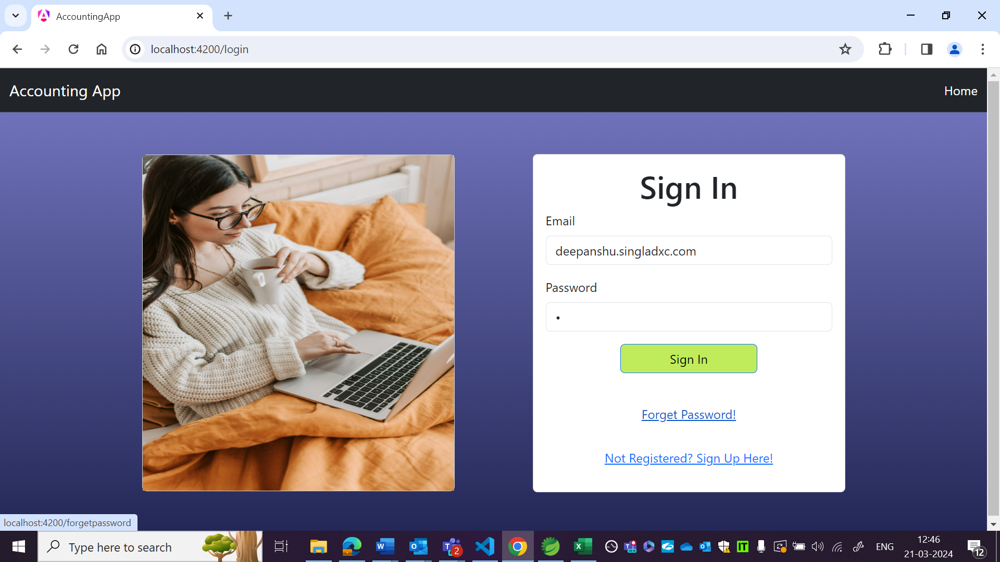 AccountingApp
localhost:4200/login
Accounting App
Home
Sign In
Email
deepanshu.singladxc.com
Password
•
Sign In
Forget Password!
Not Registered? Sign Up Here!
localhost:4200/forgetpassword
Type here to search
2
NEW
IT
ENG
12:46
21-03-2024
12